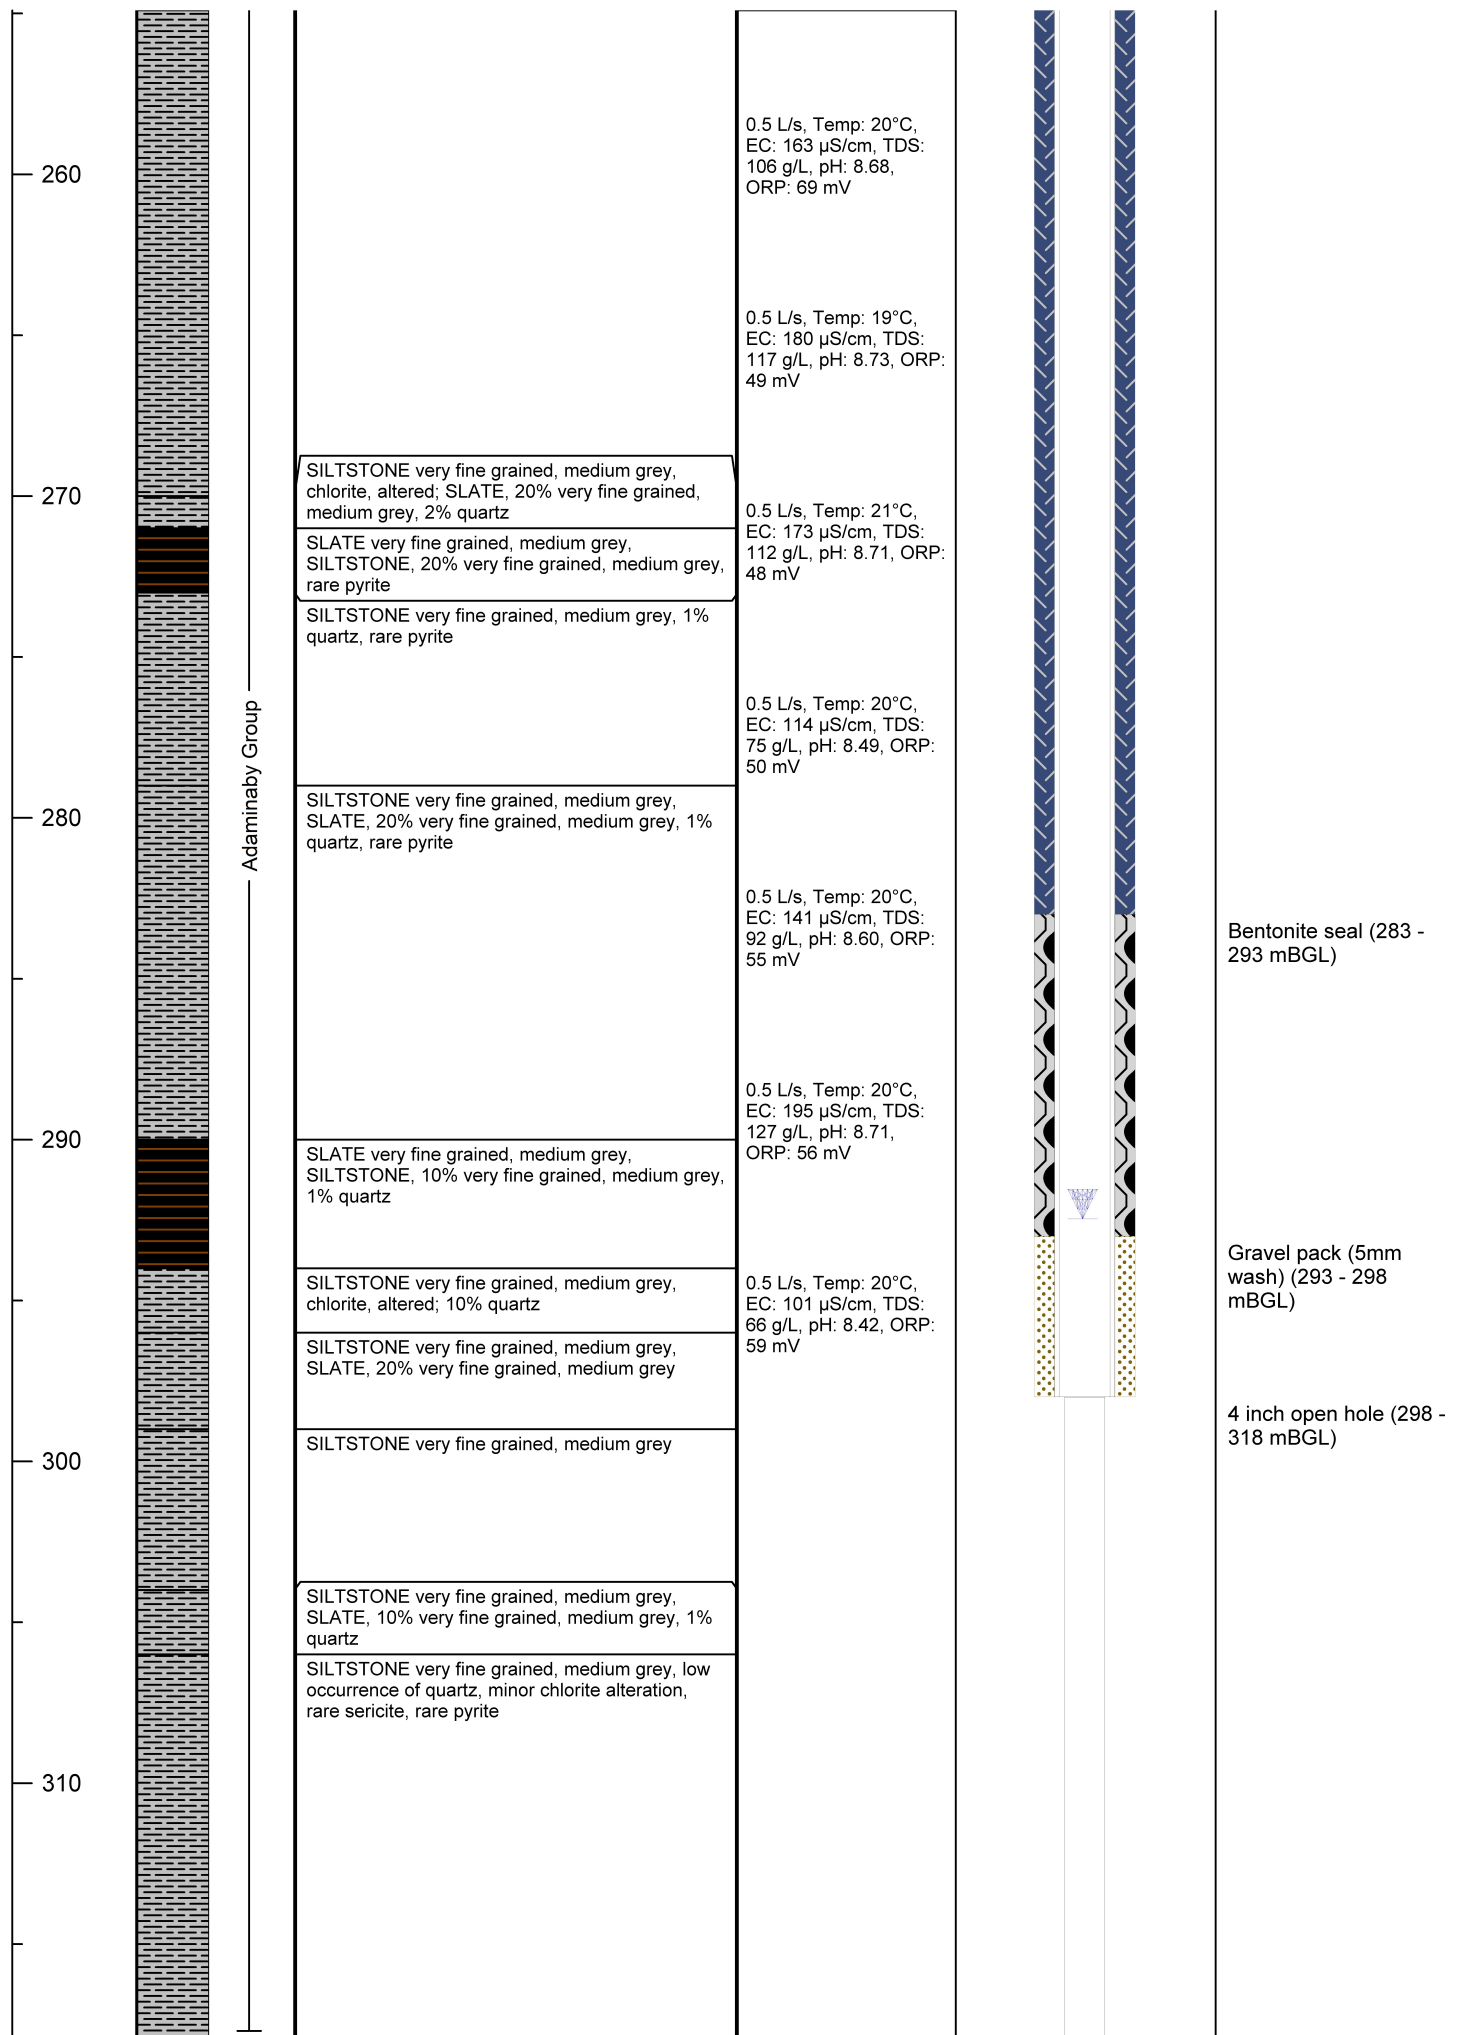 260
270
280
290
300
310
Adaminaby Group
SILTSTONE very fine grained, medium grey,
chlorite, altered; SLATE, 20% very fine grained,
medium grey, 2% quartz
SLATE very fine grained, medium grey,
SILTSTONE, 20% very fine grained, medium grey,
rare pyrite
SILTSTONE very fine grained, medium grey, 1%
quartz, rare pyrite
SILTSTONE very fine grained, medium grey,
SLATE, 20% very fine grained, medium grey, 1%
quartz, rare pyrite
SLATE very fine grained, medium grey,
SILTSTONE, 10% very fine grained, medium grey,
1% quartz
SILTSTONE very fine grained, medium grey,
chlorite, altered; 10% quartz
SILTSTONE very fine grained, medium grey,
SLATE, 20% very fine grained, medium grey
SILTSTONE very fine grained, medium grey
SILTSTONE very fine grained, medium grey,
SLATE, 10% very fine grained, medium grey, 1%
quartz
SILTSTONE very fine grained, medium grey, low
occurrence of quartz, minor chlorite alteration,
rare sericite, rare pyrite
0.5 L/s, Temp: 20°C,
EC: 163 µS/cm, TDS:
106 g/L, pH: 8.68,
ORP: 69 mV
0.5 L/s, Temp: 19°C,
EC: 180 µS/cm, TDS:
117 g/L, pH: 8.73, ORP:
49 mV
0.5 L/s, Temp: 21°C,
EC: 173 µS/cm, TDS:
112 g/L, pH: 8.71, ORP:
48 mV
0.5 L/s, Temp: 20°C,
EC: 114 µS/cm, TDS:
75 g/L, pH: 8.49, ORP:
50 mV
0.5 L/s, Temp: 20°C,
EC: 141 µS/cm, TDS:
92 g/L, pH: 8.60, ORP:
55 mV
0.5 L/s, Temp: 20°C,
EC: 195 µS/cm, TDS:
127 g/L, pH: 8.71,
ORP: 56 mV
0.5 L/s, Temp: 20°C,
EC: 101 µS/cm, TDS:
66 g/L, pH: 8.42, ORP:
59 mV
Bentonite seal (283 -
293 mBGL)
Gravel pack (5mm
wash) (293 - 298
mBGL)
4 inch open hole (298 -
318 mBGL)